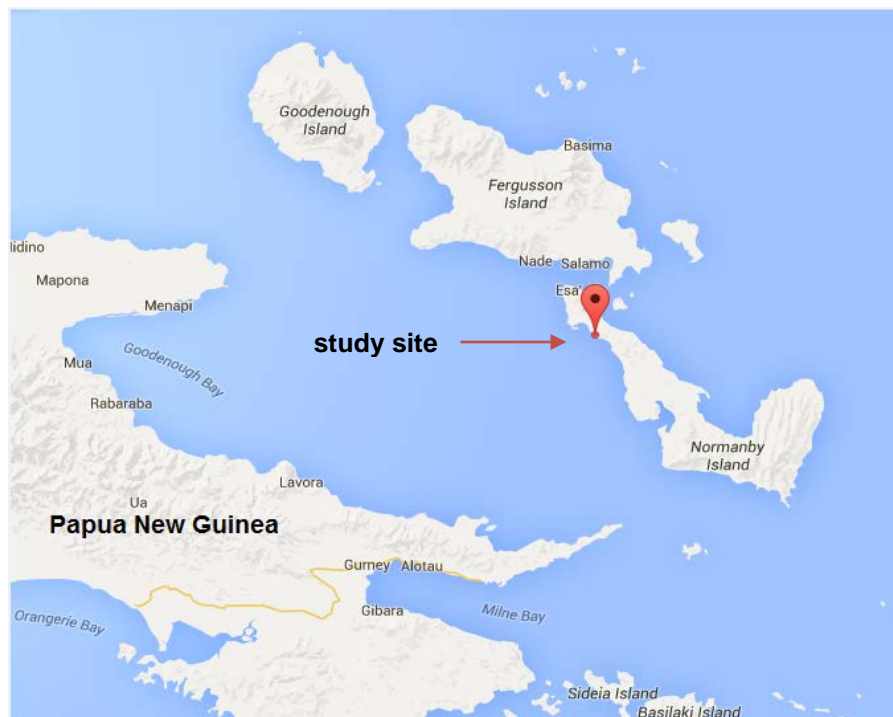 Goodenough
Island
Basima
Fergusson
Island
Nade
Salamo
Mapona
Menapi
study site
Goodenough Bay
Mua
Rabaraba
Normanby
Island
Lavora
Ua
Papua New Guinea
Gurney
Alotau
Gibara
Milne Bay
Orangerie Bay
Sideia Island
Basilaki Island